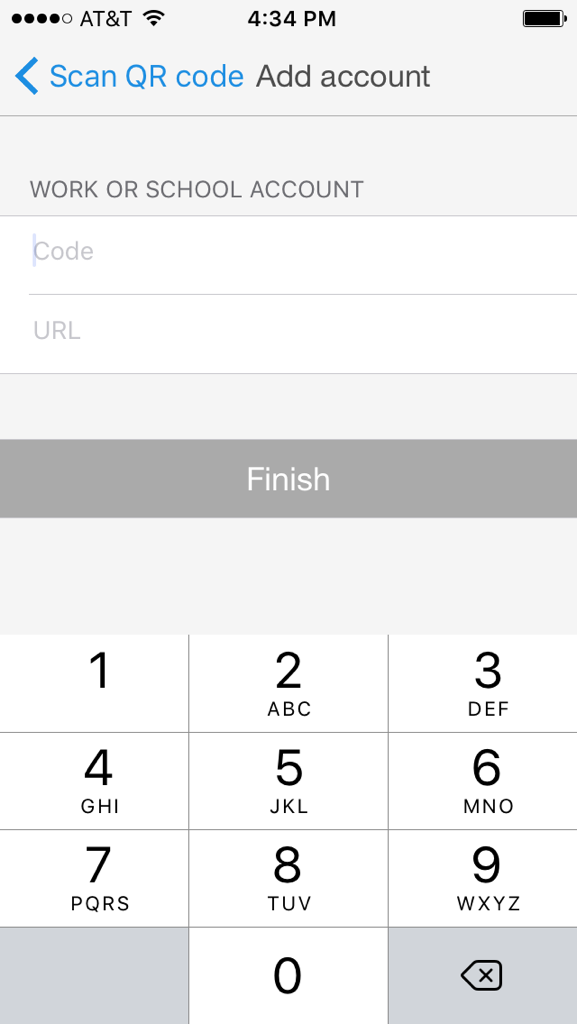 AT&T 4:34 PM
Scan QR code Add account
WORK OR SCHOOL ACCOUNT
Code
URL
Finish
1 2 3
ABC DEF
4 5 6
GHI JKL MNO
7 8 9
PQRS TUV WXYZ
0